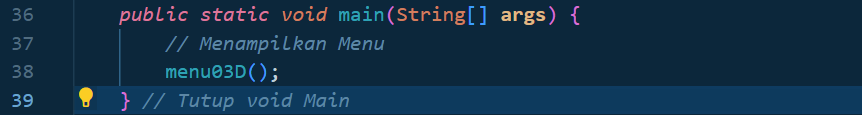 36 public static void main(String[] args) {
37 // Menampilkan Menu
38 menu03D();
39 } // Tutup void Main